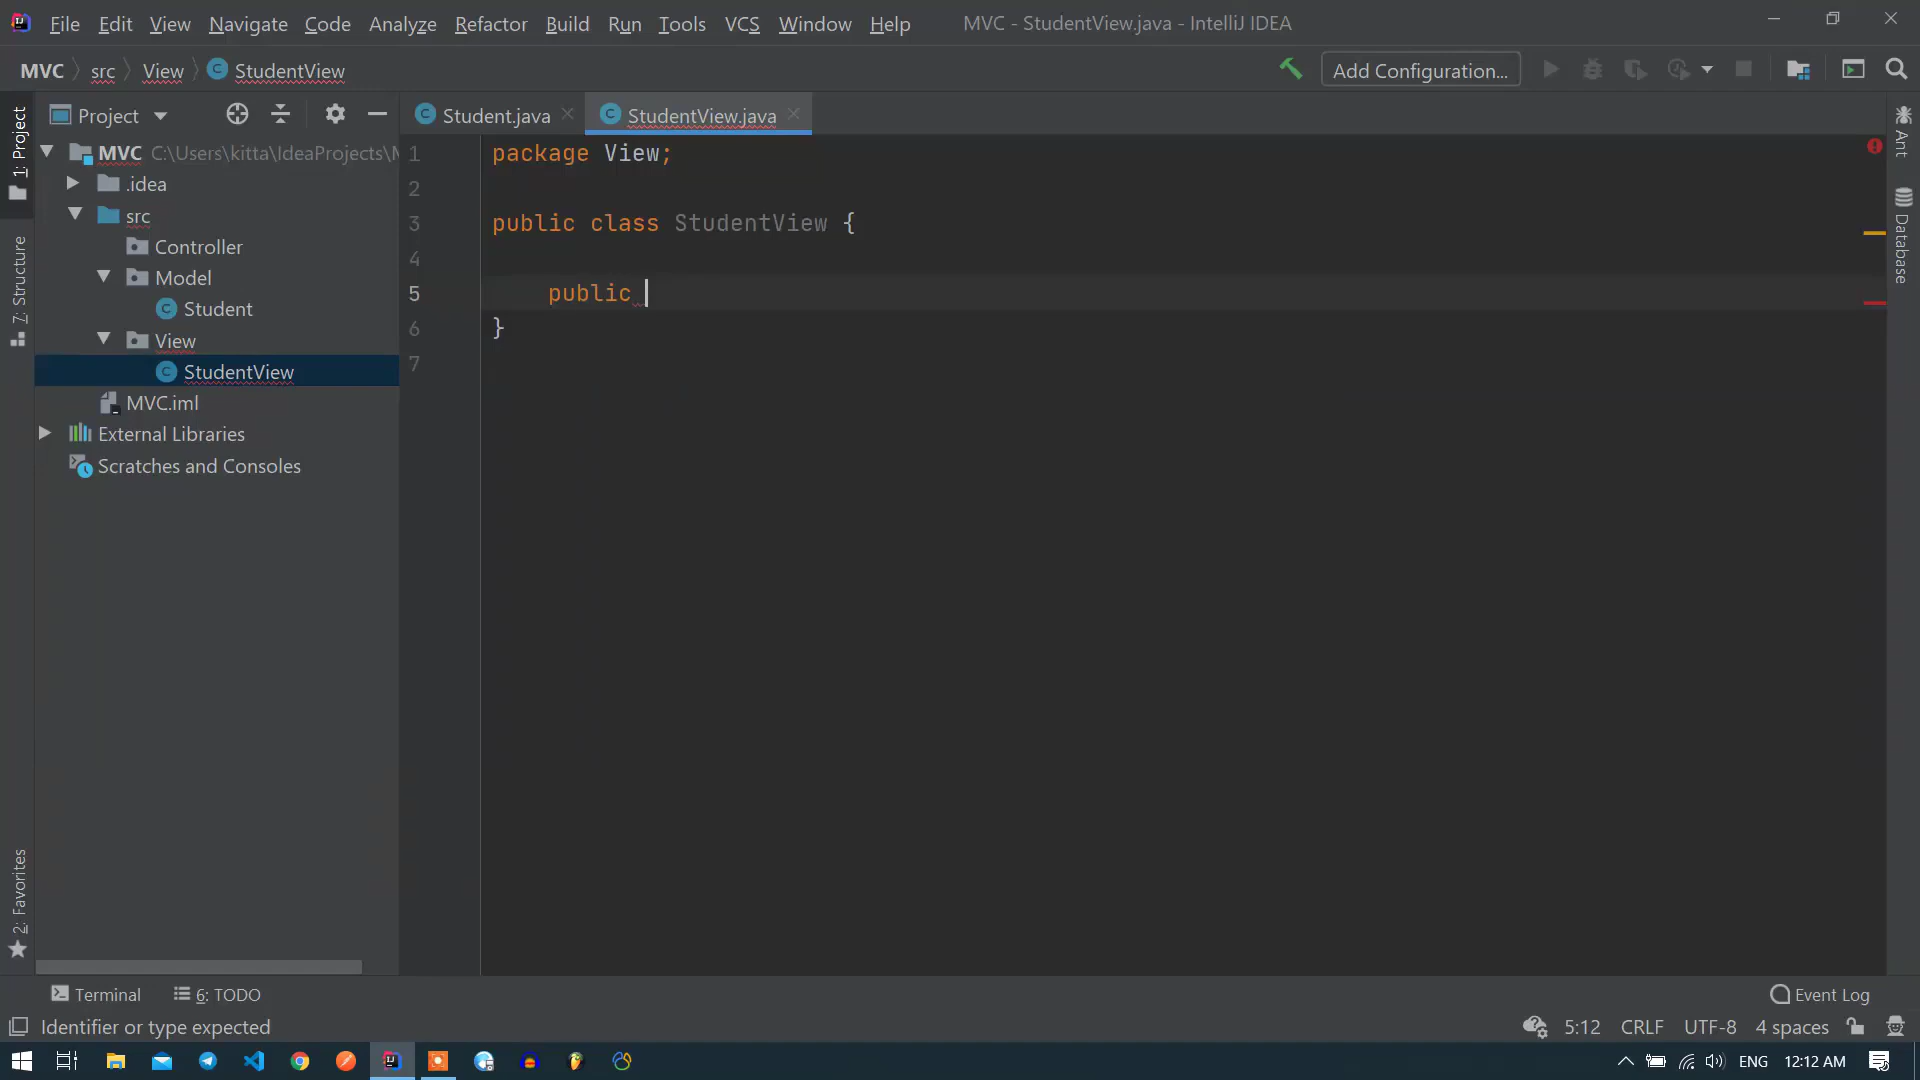 File Edit View Navigate Code Analyze Refactor Build Run Tools VCS Window Help MVC - StudentView.java - IntelliJ IDEA
MVC src View StudentView Add Configuration...
1: Project
Project
Student.java StudentView.java
MVC C:\Users\kitta\IdeaProjects\M
.idea
src
Controller
Model
Student
View
StudentView
MVC.iml
External Libraries
Scratches and Consoles
7: Structure
2: Favorites
1 package View;
2
3 public class StudentView {
4
5 public
6 }
7
Ant
Database
Terminal 6: TODO Event Log
Identifier or type expected 5:12 CRLF UTF-8 4 spaces
ENG 12:12 AM